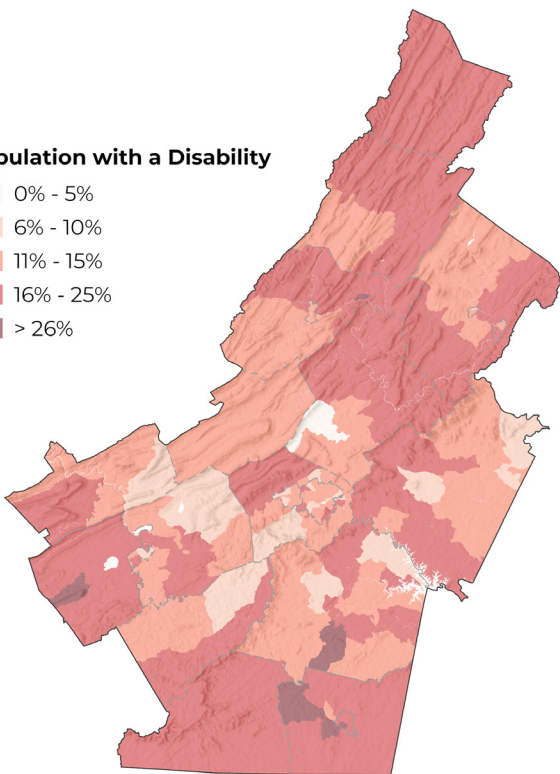 pulation with a Disability
0% - 5%
6% - 10%
11% - 15%
16% - 25%
> 26%